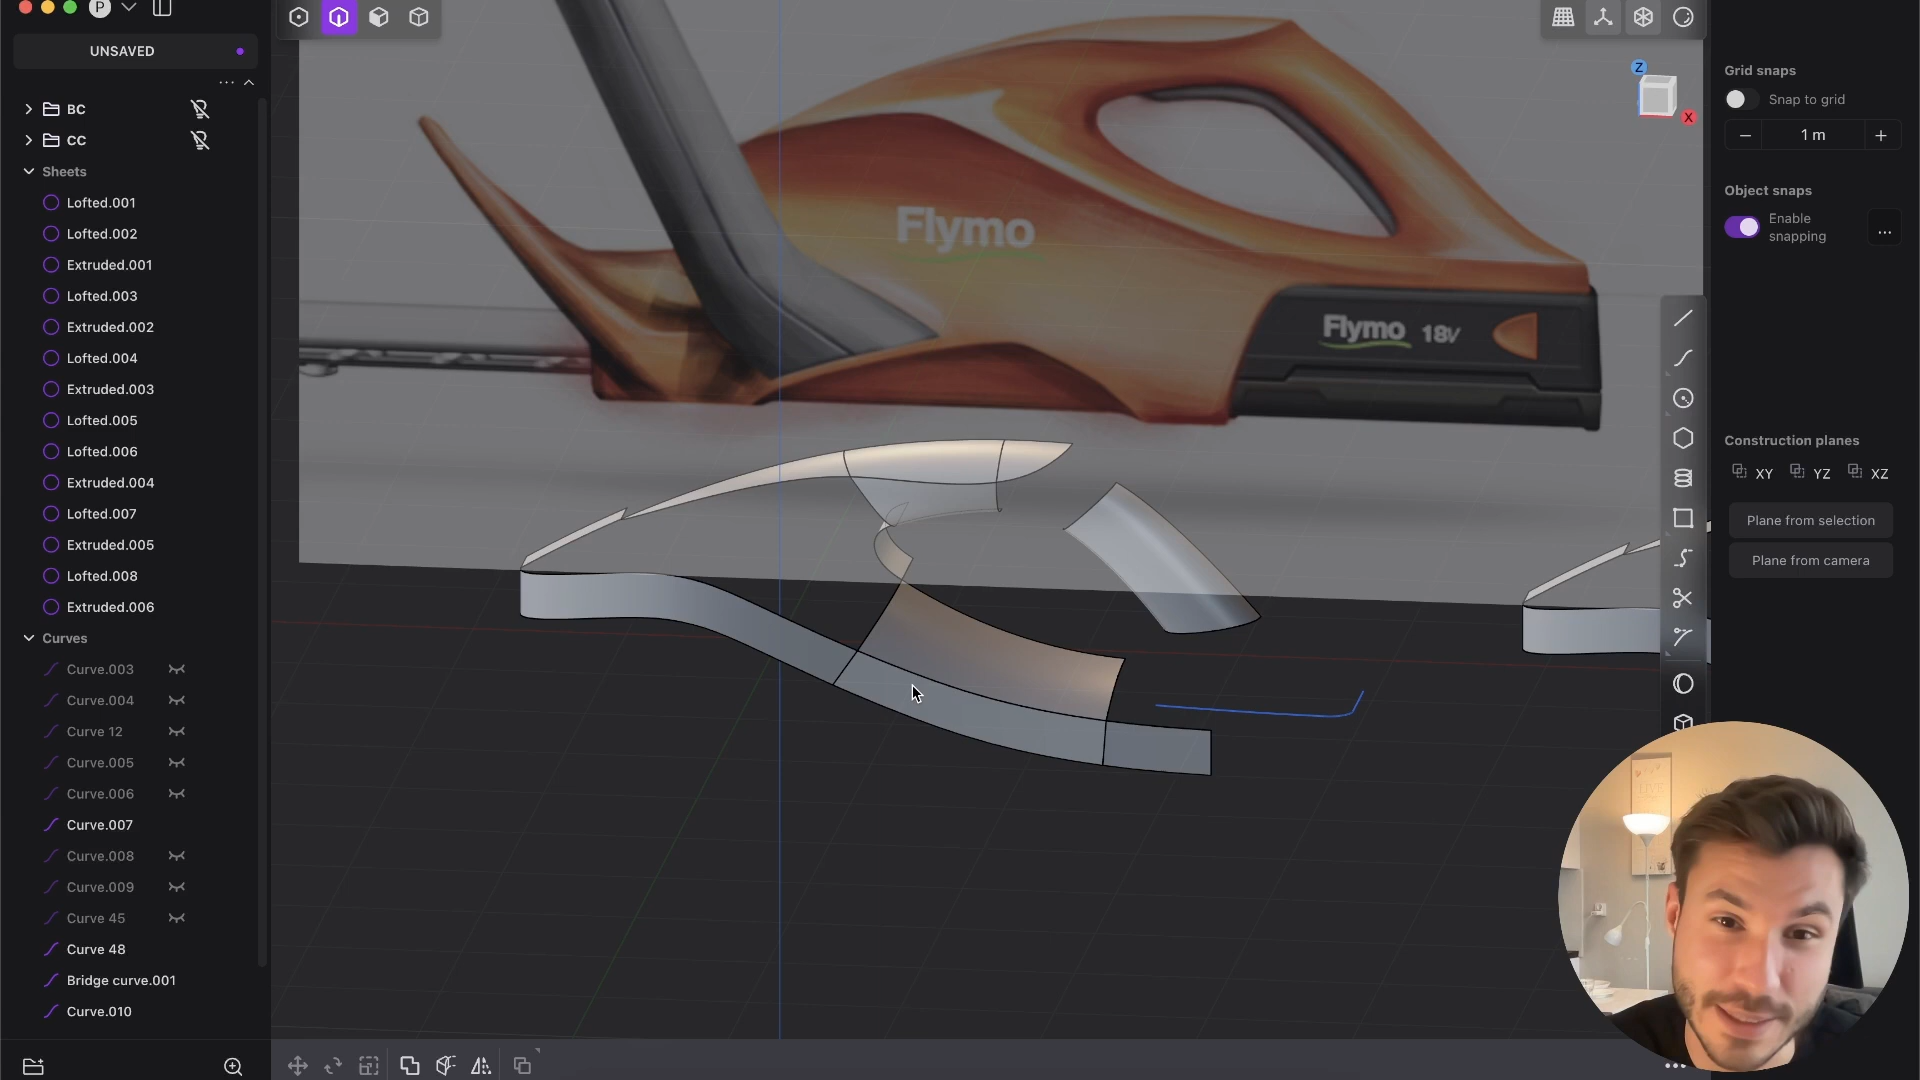 P
UNSAVED
BC
CC
Sheets
Lofted.001
Lofted.002
Extruded.001
Lofted.003
Extruded.002
Lofted.004
Extruded.003
Lofted.005
Lofted.006
Extruded.004
Lofted.007
Extruded.005
Lofted.008
Extruded.006
Curves
Curve.003
Curve.004
Curve 12
Curve.005
Curve.006
Curve.007
Curve.008
Curve.009
Curve 45
Curve 48
Bridge curve.001
Curve.010
Flymo
Flymo 18V
Z
X
Grid snaps
Snap to grid
− 1 m +
Object snaps
Enable
snapping
...
Construction planes
XY YZ XZ
Plane from selection
Plane from camera